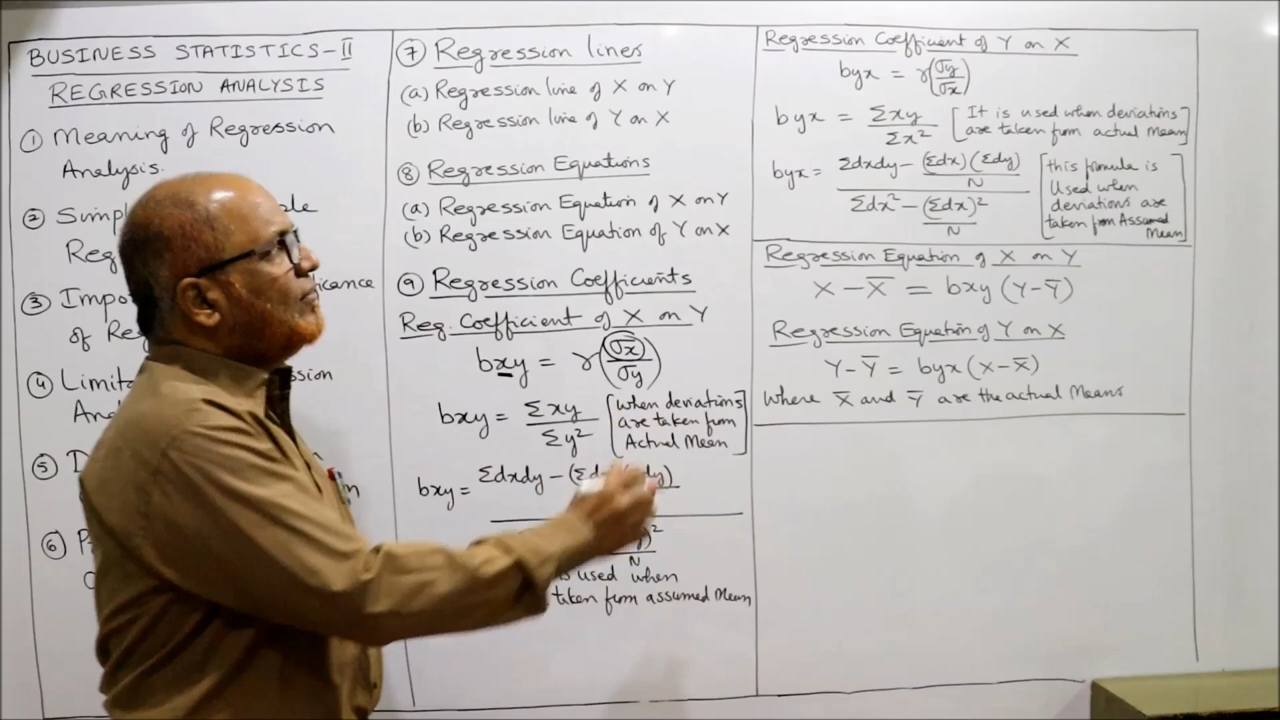 BUSINESS STATISTICS-II
REGRESSION ANALYSIS
① Meaning of Regression
Analysis.
②
③
of
④
⑤
⑥
⑦ Regression lines
(a) Regression line of X on Y
(b) Regression line of Y on X
⑧ Regression Equations
(a) Regression Equation of X on Y
(b) Regression Equation of Y on X
⑨ Regression Coefficients
Reg. Coefficient of X on Y
bxy = r(σx/σy)
bxy = Σxy/Σy² [When deviations
are taken from
Actual Mean]
bxy = Σdxdy –
N
used when
taken from assumed Mean
Regression Coefficient of Y on X
byx = r(σy/σx)
byx = Σxy/Σx² [It is used when deviations
are taken from actual Mean]
byx = Σdxdy – (Σdx)(Σdy)/N
Σdx² – (Σdx)²/N
[this formula is
Used when
deviations are
taken from Assumed
Mean]
Regression Equation of X on Y
X – X̅ = bxy (Y – Y̅)
Regression Equation of Y on X
Y – Y̅ = byx (X – X̅)
Where X̅ and Y̅ are the actual Means